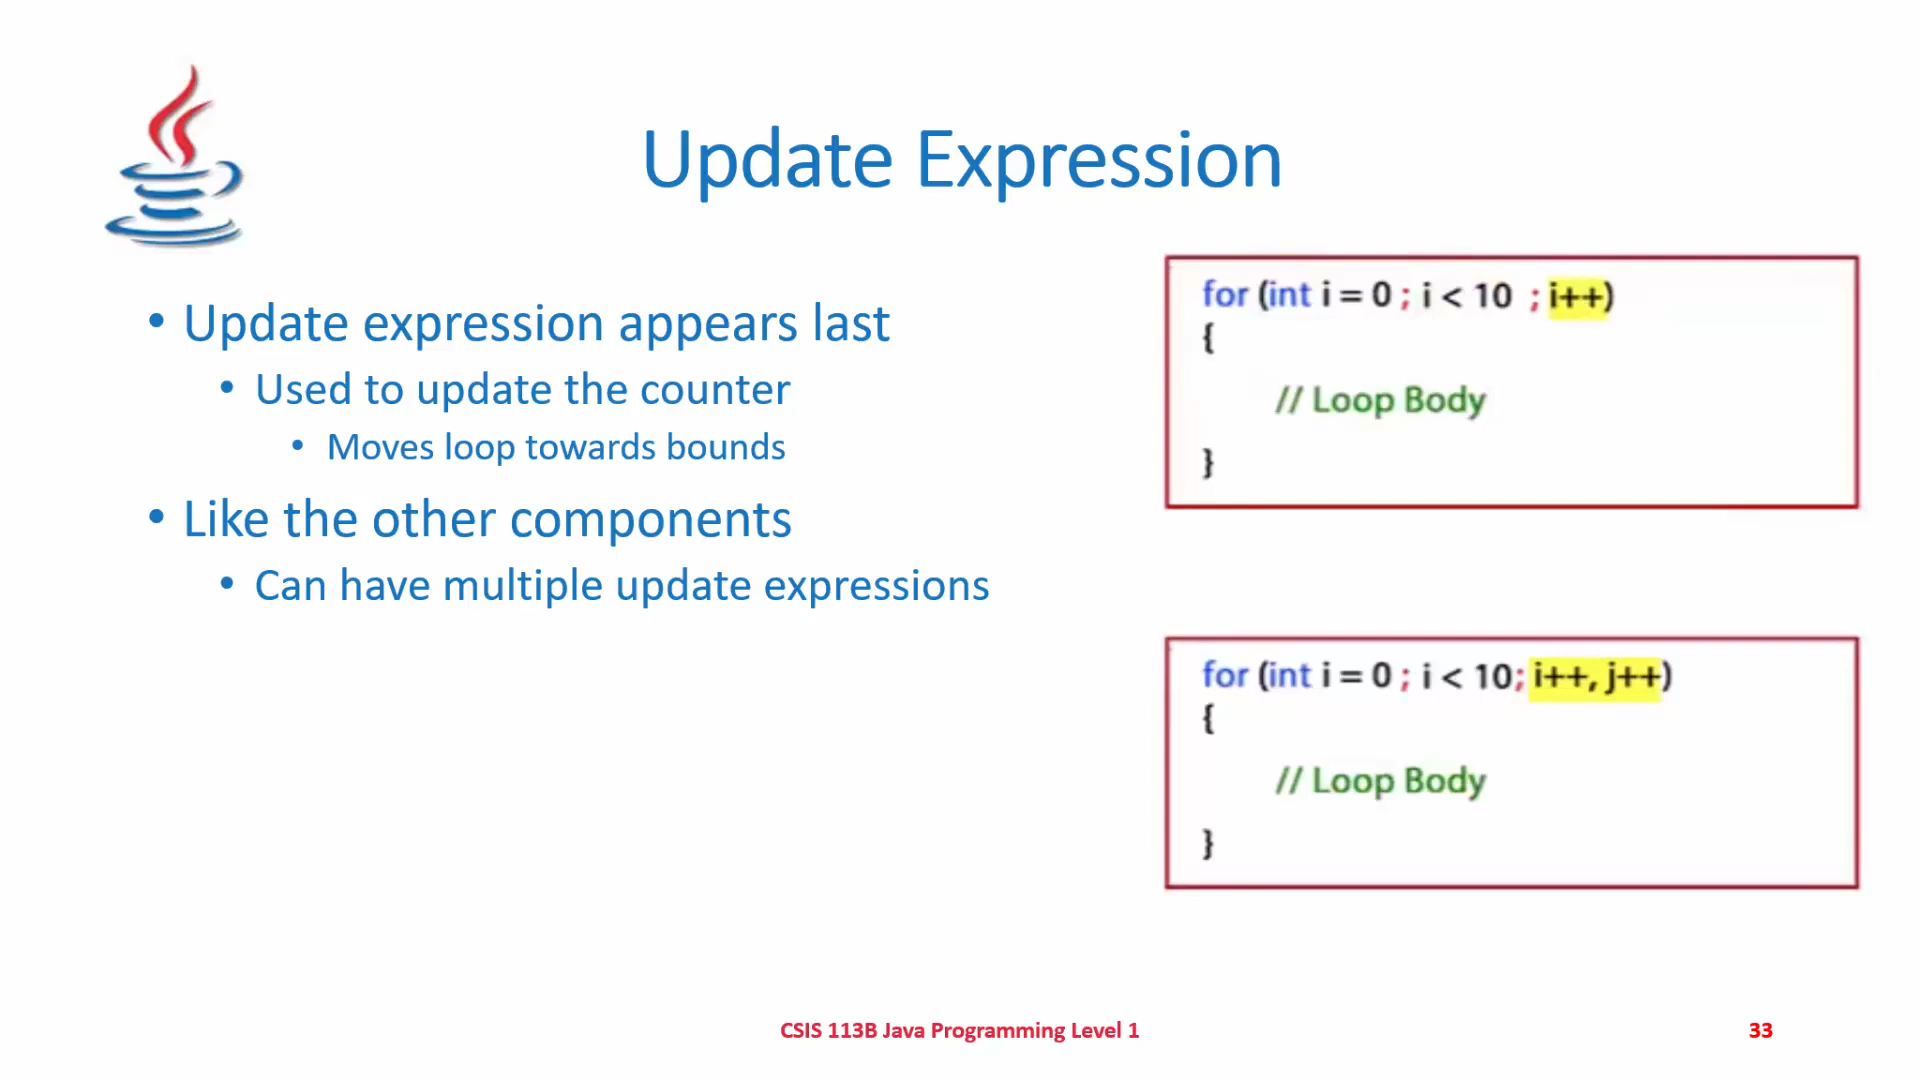 Update Expression
• Update expression appears last
• Used to update the counter
• Moves loop towards bounds
• Like the other components
• Can have multiple update expressions
for (int i = 0 ; i < 10 ; i++)
{
// Loop Body
}
for (int i = 0 ; i < 10; i++, j++)
{
// Loop Body
}
CSIS 113B Java Programming Level 1
33